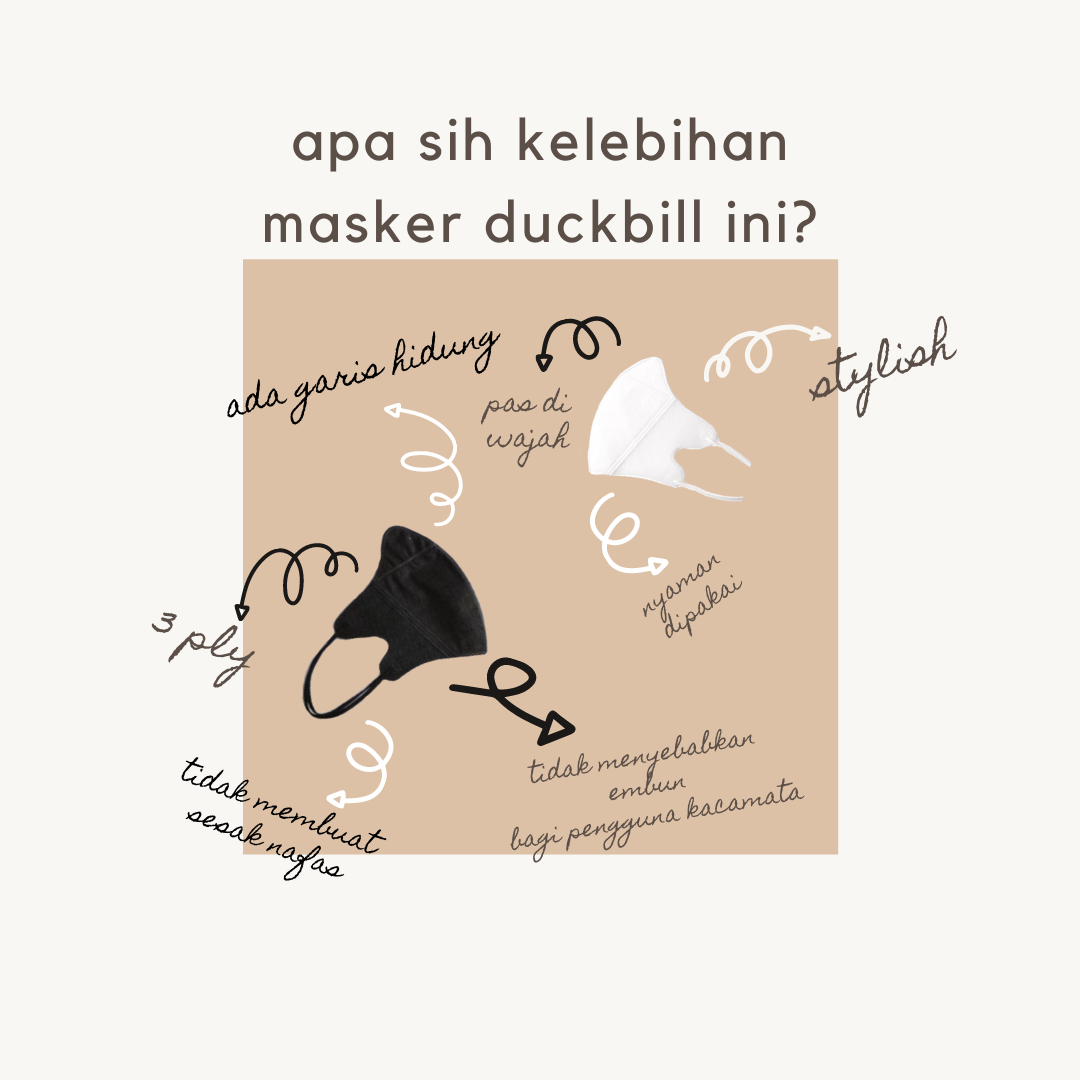 apa sih kelebihan
masker duckbill ini?
ada garis hidung
pas di
wajah
stylish
nyaman
dipakai
3 ply
tidak membuat
sesak nafas
tidak menyebabkan
embun
bagi pengguna kacamata